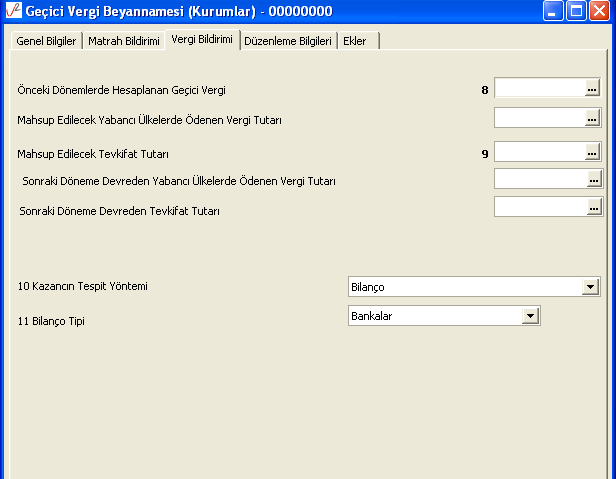 Geçici Vergi Beyannamesi (Kurumlar) - 00000000
Genel Bilgiler Matrah Bildirimi Vergi Bildirimi Düzenleme Bilgileri Ekler
Önceki Dönemlerde Hesaplanan Geçici Vergi 8 ...
Mahsup Edilecek Yabancı Ülkelerde Ödenen Vergi Tutarı ...
Mahsup Edilecek Tevkifat Tutarı 9 ...
Sonraki Döneme Devreden Yabancı Ülkelerde Ödenen Vergi Tutarı ...
Sonraki Döneme Devreden Tevkifat Tutarı ...
10 Kazancın Tespit Yöntemi Bilanço
11 Bilanço Tipi Bankalar